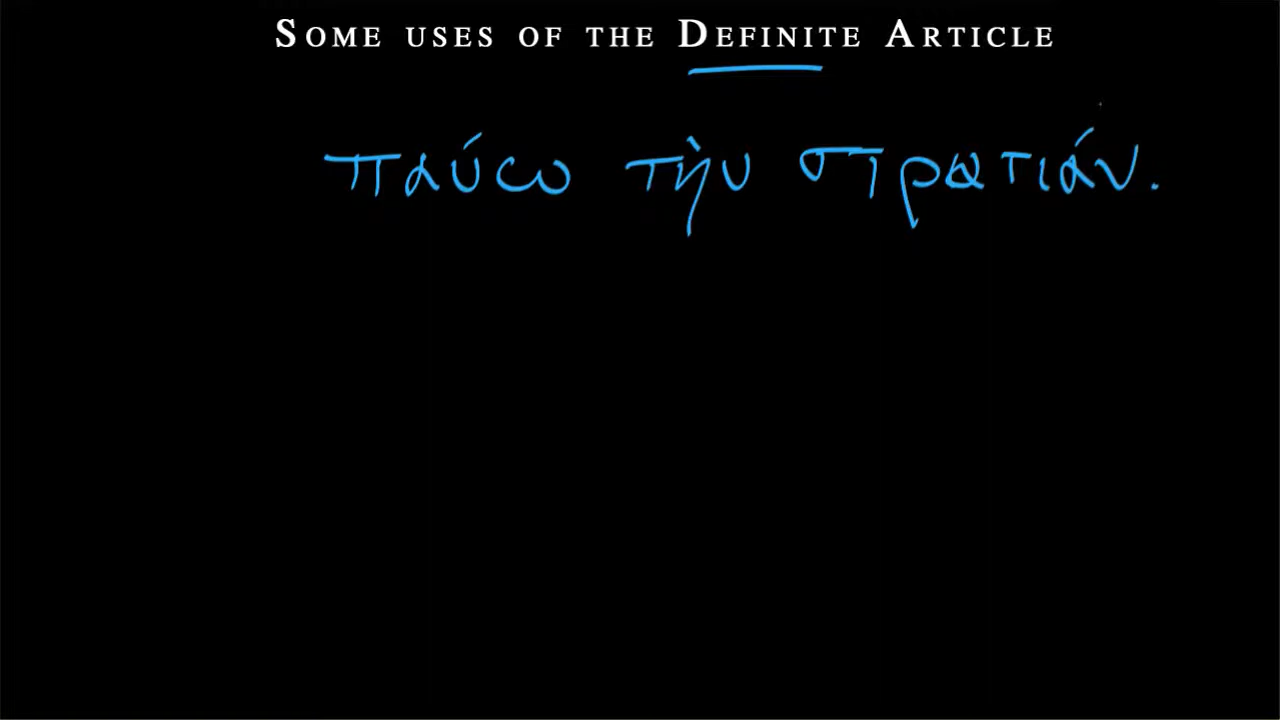 SOME USES OF THE DEFINITE ARTICLE
παύω τὴν στρατιάν.